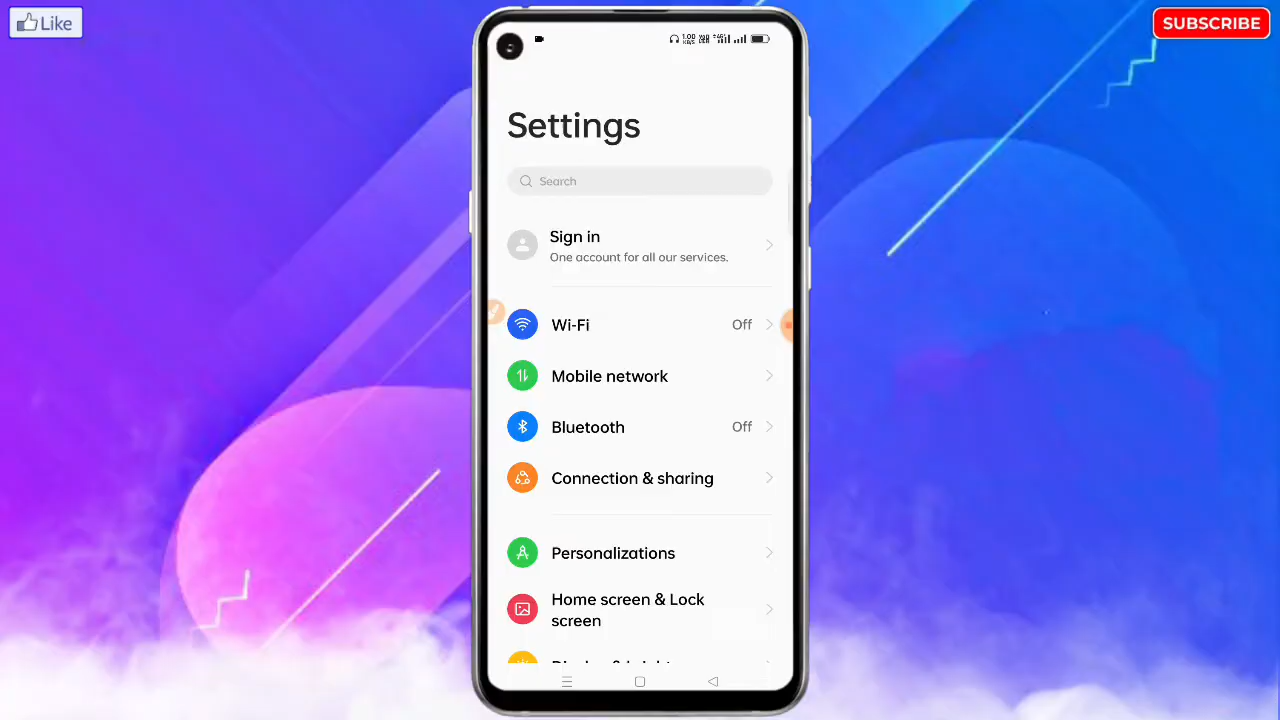 Like
SUBSCRIBE
Settings
Search
Sign in
One account for all our services.
Wi-Fi
Off
Mobile network
Bluetooth
Off
Connection & sharing
Personalizations
Home screen & Lock
screen